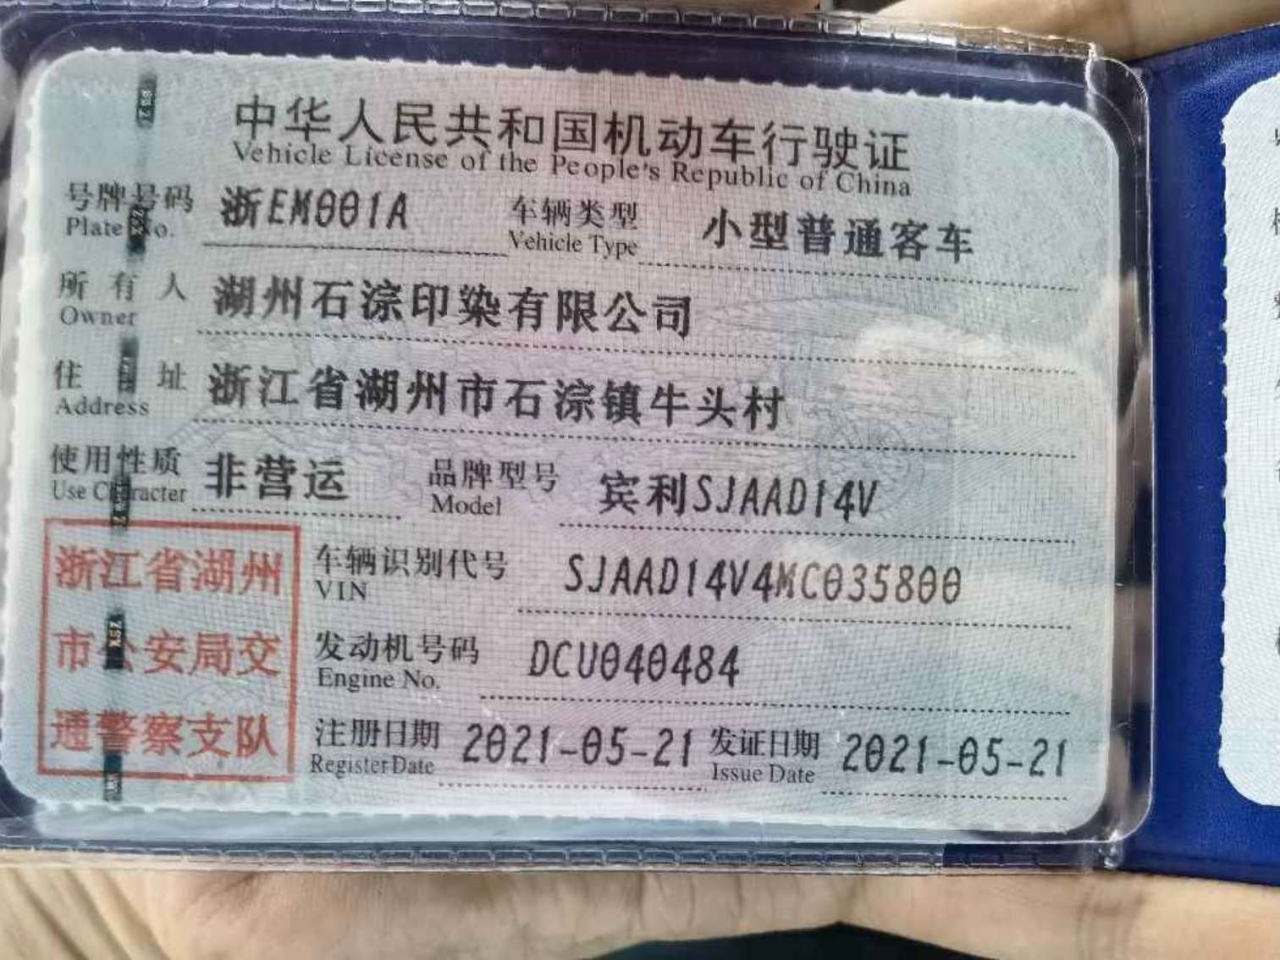 中华人民共和国机动车行驶证
Vehicle License of the People's Republic of China
号牌号码 浙EM001A 车辆类型 小型普通客车
Plate No. Vehicle Type
所有人 湖州石淙印染有限公司
Owner
住址 浙江省湖州市石淙镇牛头村
Address
使用性质 非营运 品牌型号 宾利SJAAD14V
Use Character Model
浙江省湖州 车辆识别代号 SJAAD14V4MC035800
VIN
市公安局交 发动机号码 DCU040484
Engine No.
通警察支队 注册日期 2021-05-21 发证日期 2021-05-21
Register Date Issue Date